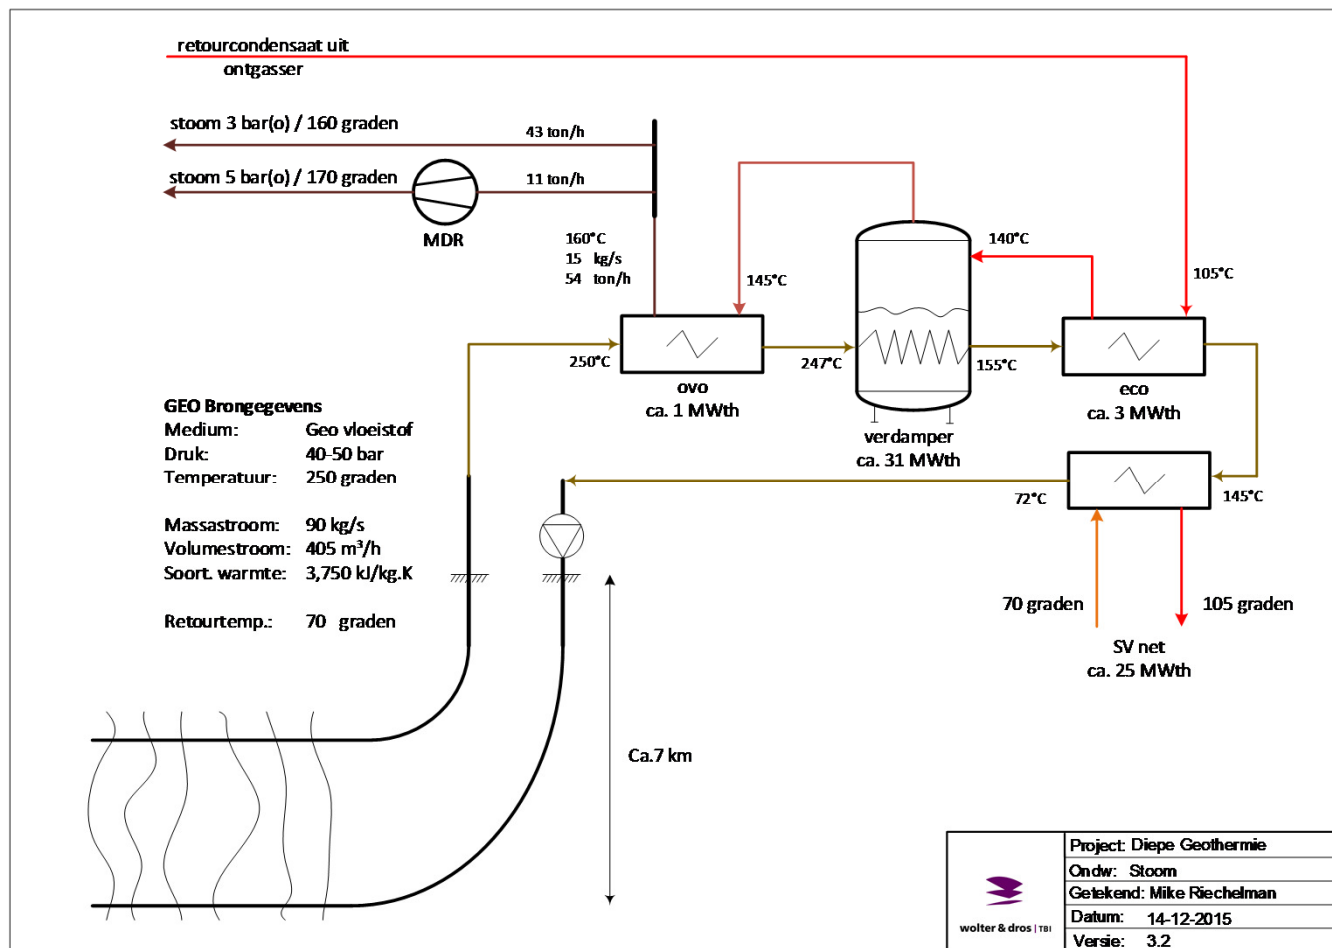 retourcondensaat uit
ontgasser
stoom 3 bar(o) / 160 graden
43 ton/h
stoom 5 bar(o) / 170 graden
11 ton/h
MDR
160°C
15 kg/s
54 ton/h
145°C
140°C
105°C
250°C
247°C
155°C
ovo
ca. 1 MWth
eco
ca. 3 MWth
verdamper
ca. 31 MWth
GEO Brongegevens
Medium: Geo vloeistof
Druk: 40-50 bar
Temperatuur: 250 graden
Massastroom: 90 kg/s
Volumestroom: 405 m³/h
Soort. warmte: 3,750 kJ/kg.K
Retourtemp.: 70 graden
72°C
145°C
70 graden
105 graden
SV net
ca. 25 MWth
Ca.7 km
wolter & dros | TBI
Project: Diepe Geothermie
Ondw: Stoom
Getekend: Mike Riechelman
Datum: 14-12-2015
Versie: 3.2